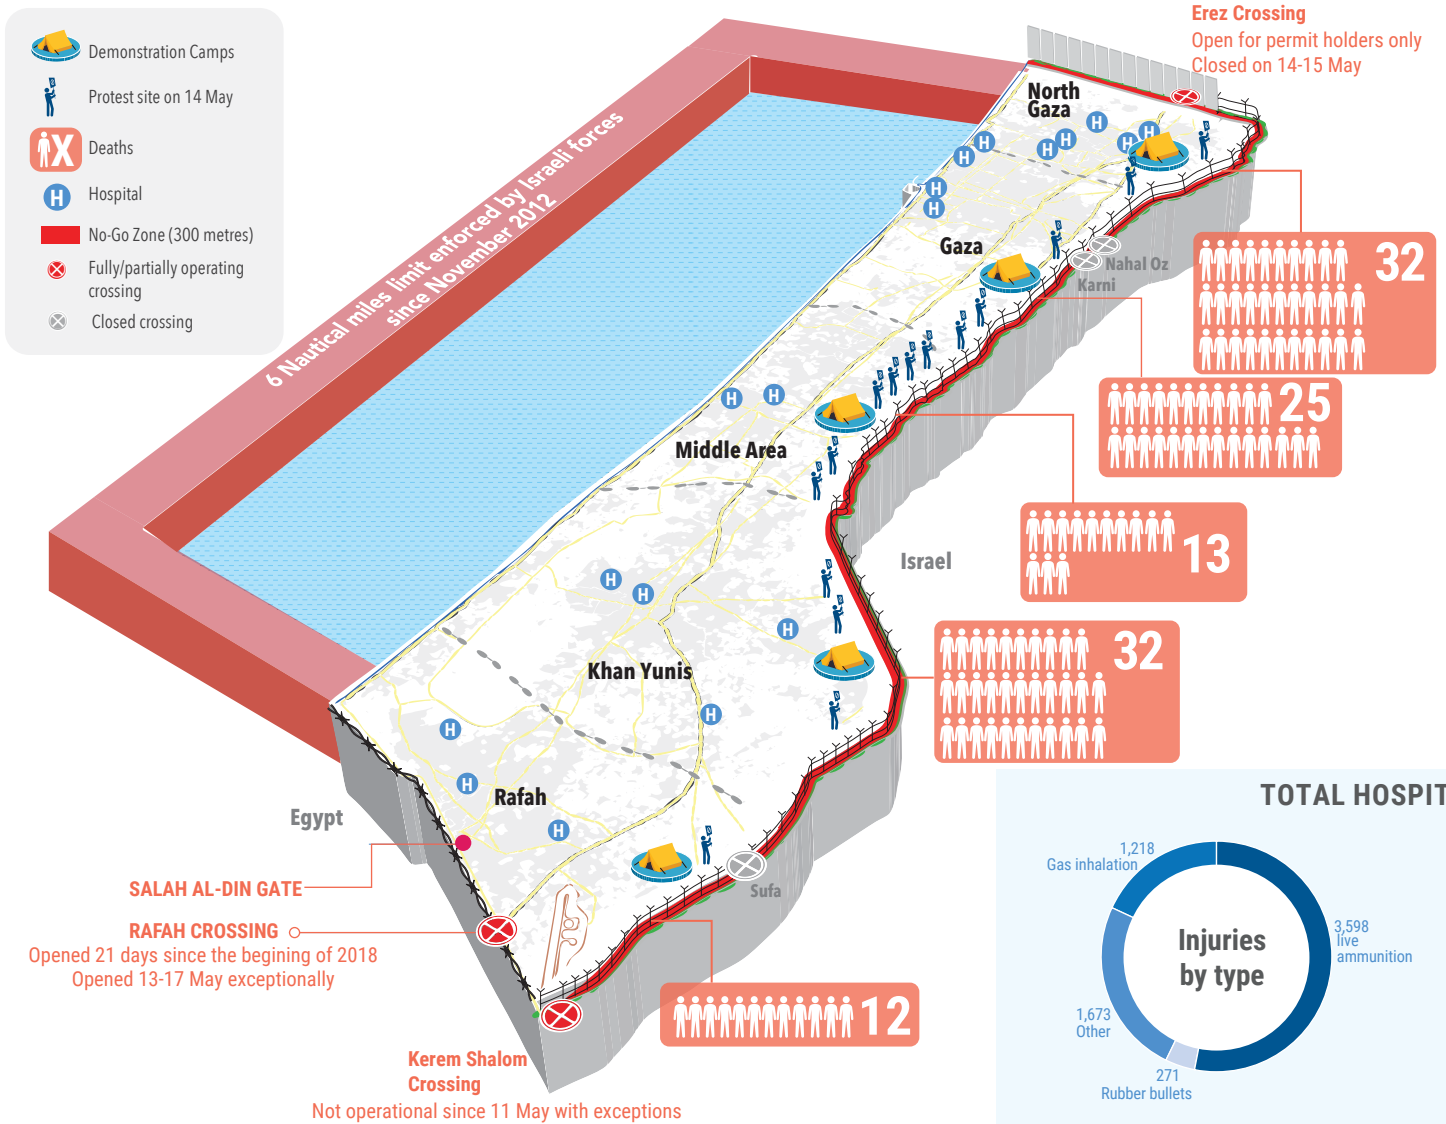 Demonstration Camps
Protest site on 14 May
Deaths
H Hospital
No-Go Zone (300 metres)
Fully/partially operating
crossing
Closed crossing
6 Nautical miles limit enforced by Israeli forces
since November 2012
Erez Crossing
Open for permit holders only
Closed on 14-15 May
North
Gaza
H
H
H
H
H
H
H
H
H
Gaza
Nahal Oz
Karni
32
25
H
H
Middle Area
13
Israel
H
H
H
Khan Yunis
32
H
H
H
Rafah
H
Egypt
SALAH AL-DIN GATE
Sufa
RAFAH CROSSING
Opened 21 days since the begining of 2018
Opened 13-17 May exceptionally
12
Kerem Shalom
Crossing
Not operational since 11 May with exceptions
TOTAL HOSPIT
1,218
Gas inhalation
3,598
live
ammunition
Injuries
by type
1,673
Other
271
Rubber bullets